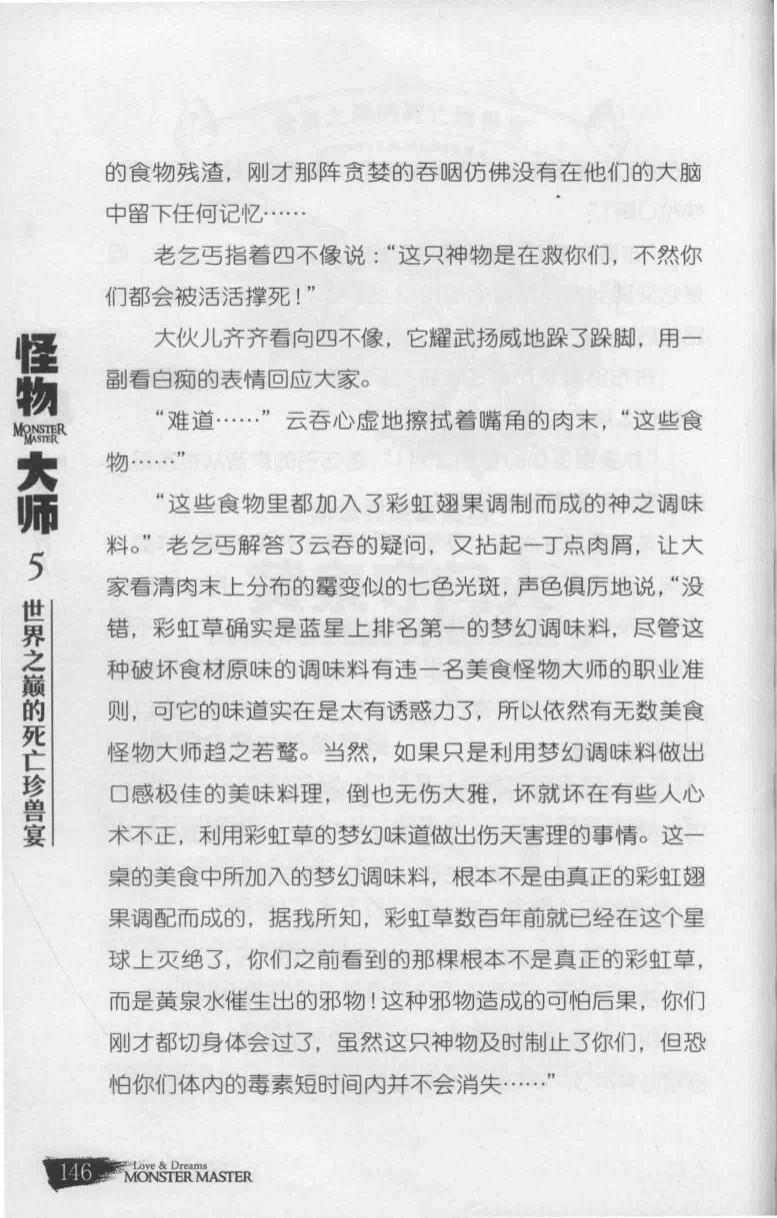 的食物残渣，刚才那阵贪婪的吞咽仿佛没有在他们的大脑
中留下任何记忆……
老乞丐指着四不像说：“这只神物是在救你们，不然你
们都会被活活撑死！”
大伙儿齐齐看向四不像，它耀武扬威地跺了跺脚，用一
副看白痴的表情回应大家。
“难道……” 云吞心虚地擦拭着嘴角的肉末，“这些食
物……”
“这些食物里都加入了彩虹翅果调制而成的神之调味
料。” 老乞丐解答了云吞的疑问，又拈起一丁点肉屑，让大
家看清肉末上分布的霉变似的七色光斑，声色俱厉地说，“没
错，彩虹草确实是蓝星上排名第一的梦幻调味料，尽管这
种破坏食材原味的调味料有违一名美食怪物大师的职业准
则，可它的味道实在是太有诱惑力了，所以依然有无数美食
怪物大师趋之若鹜。当然，如果只是利用梦幻调味料做出
口感极佳的美味料理，倒也无伤大雅，坏就坏在有些人心
术不正，利用彩虹草的梦幻味道做出伤天害理的事情。这一
桌的美食中所加入的梦幻调味料，根本不是由真正的彩虹翅
果调配而成的，据我所知，彩虹草数百年前就已经在这个星
球上灭绝了，你们之前看到的那棵根本不是真正的彩虹草，
而是黄泉水催生出的邪物！这种邪物造成的可怕后果，你们
刚才都切身体会过了，虽然这只神物及时制止了你们，但恐
怕你们体内的毒素短时间内并不会消失……”
怪物
MONSTER
MASTER
大师
5
世界之巅的死亡珍兽宴
146
Love & Dreams
MONSTER MASTER